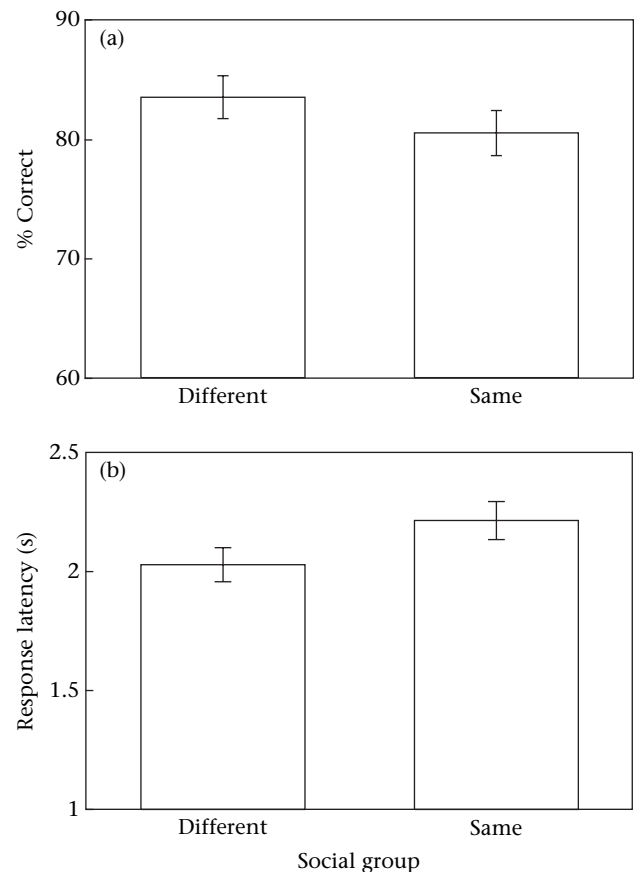 90
(a)
80
% Correct
70
60
Different Same
2.5
(b)
Response latency (s)
2
1.5
1
Different Same
Social group